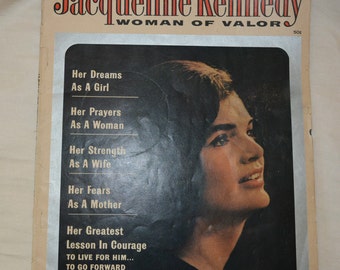 Jacqueline Kennedy
WOMAN OF VALOR
50¢
Her Dreams
As A Girl
Her Prayers
As A Woman
Her Strength
As A Wife
Her Fears
As A Mother
Her Greatest
Lesson In Courage
TO LIVE FOR HIM...
TO GO FORWARD